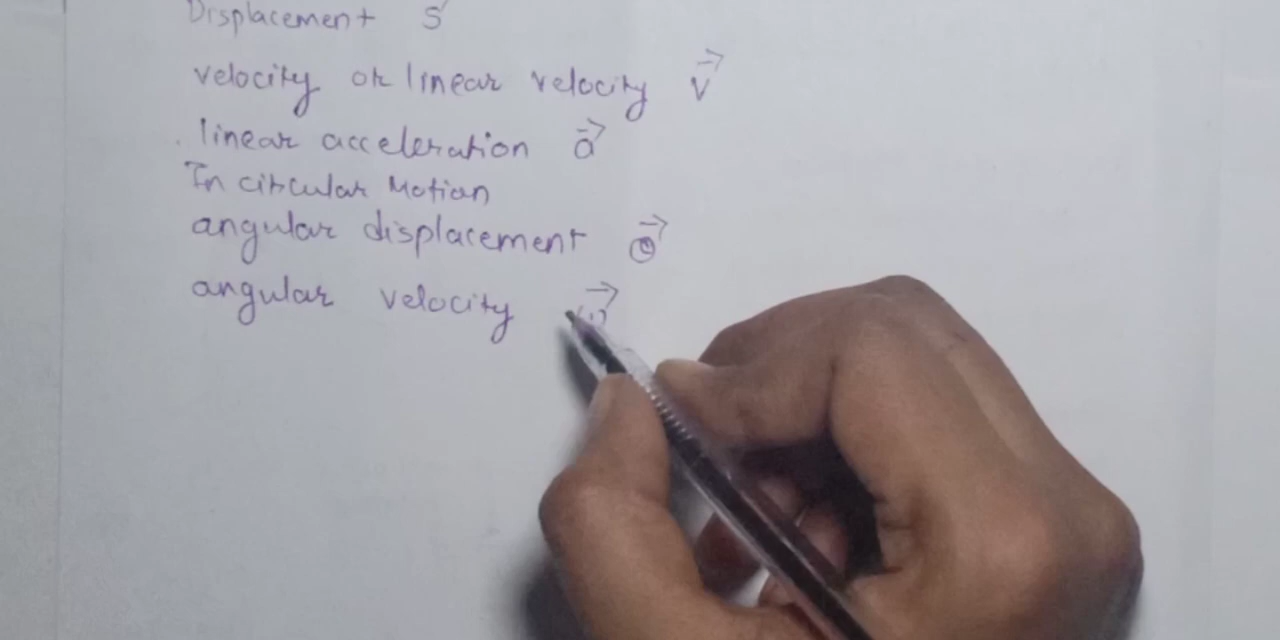 Displacement S
velocity or linear velocity v⃗
linear acceleration a⃗
In circular Motion
angular displacement θ⃗
angular velocity ω⃗